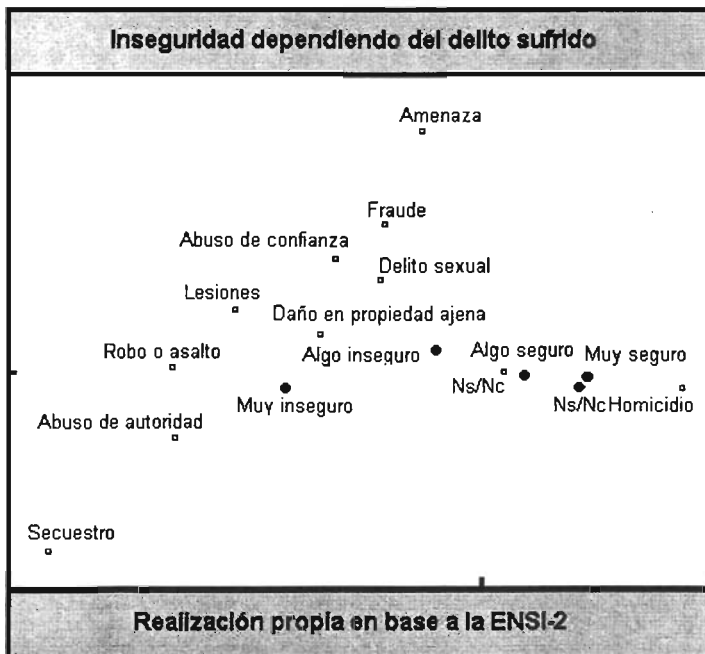 Inseguridad dependiendo del delito sufrido
Amenaza
Fraude
Abuso de confianza
Delito sexual
Lesiones
Daño en propiedad ajena
Robo o asalto
Algo inseguro
Algo seguro
Muy seguro
Ns/Nc
Muy inseguro
Ns/Nc
Homicidio
Abuso de autoridad
Secuestro
Realización propia en base a la ENSI-2